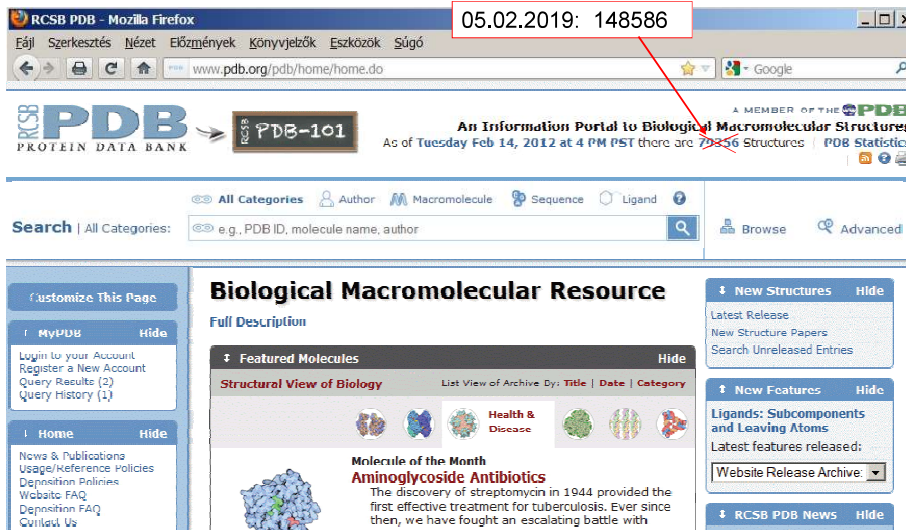 RCSB PDB - Mozilla Firefox
05.02.2019: 148586
Fájl Szerkesztés Nézet Előzmények Könyvjelzők Eszközök Súgó
www.pdb.org/pdb/home/home.do
Google
RCSB PDB
PROTEIN DATA BANK
RCSB PDB-101
A MEMBER OF THE PDB
An Information Portal to Biological Macromolecular Structures
As of Tuesday Feb 14, 2012 at 4 PM PST there are 79356 Structures | PDB Statistics
All Categories Author Macromolecule Sequence Ligand
Search | All Categories:
e.g., PDB ID, molecule name, author
Browse Advanced
Customize This Page
MyPDB Hide
Login to your Account
Register a New Account
Query Results (2)
Query History (1)
Home Hide
News & Publications
Usage/Reference Policies
Deposition Policies
Website FAQ
Deposition FAQ
Contact Us
Biological Macromolecular Resource
Full Description
Featured Molecules Hide
Structural View of Biology
List View of Archive By: Title | Date | Category
Health &
Disease
Molecule of the Month
Aminoglycoside Antibiotics
The discovery of streptomycin in 1944 provided the
first effective treatment for tuberculosis. Ever since
then, we have fought an escalating battle with
New Structures Hide
Latest Release
New Structure Papers
Search Unreleased Entries
New Features Hide
Ligands: Subcomponents
and Leaving Atoms
Latest features released:
Website Release Archive:
RCSB PDB News Hide